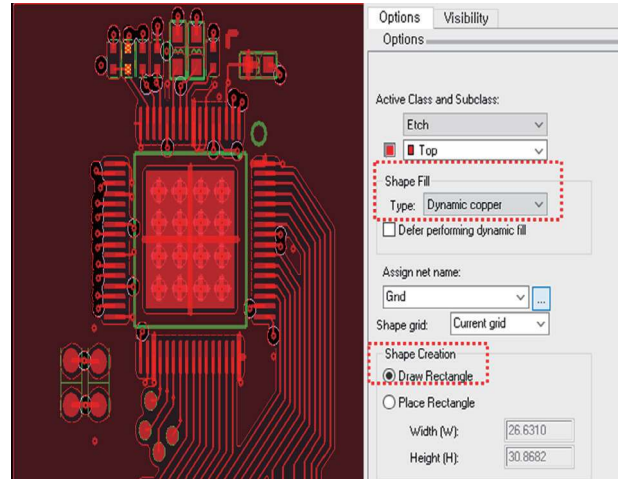 Options Visibility
Options
Active Class and Subclass:
Etch
Top
Shape Fill
Type: Dynamic copper
Defer performing dynamic fill
Assign net name:
Gnd ...
Shape grid: Current grid
Shape Creation
Draw Rectangle
Place Rectangle
Width (W): 26.6310
Height (H): 30.8682